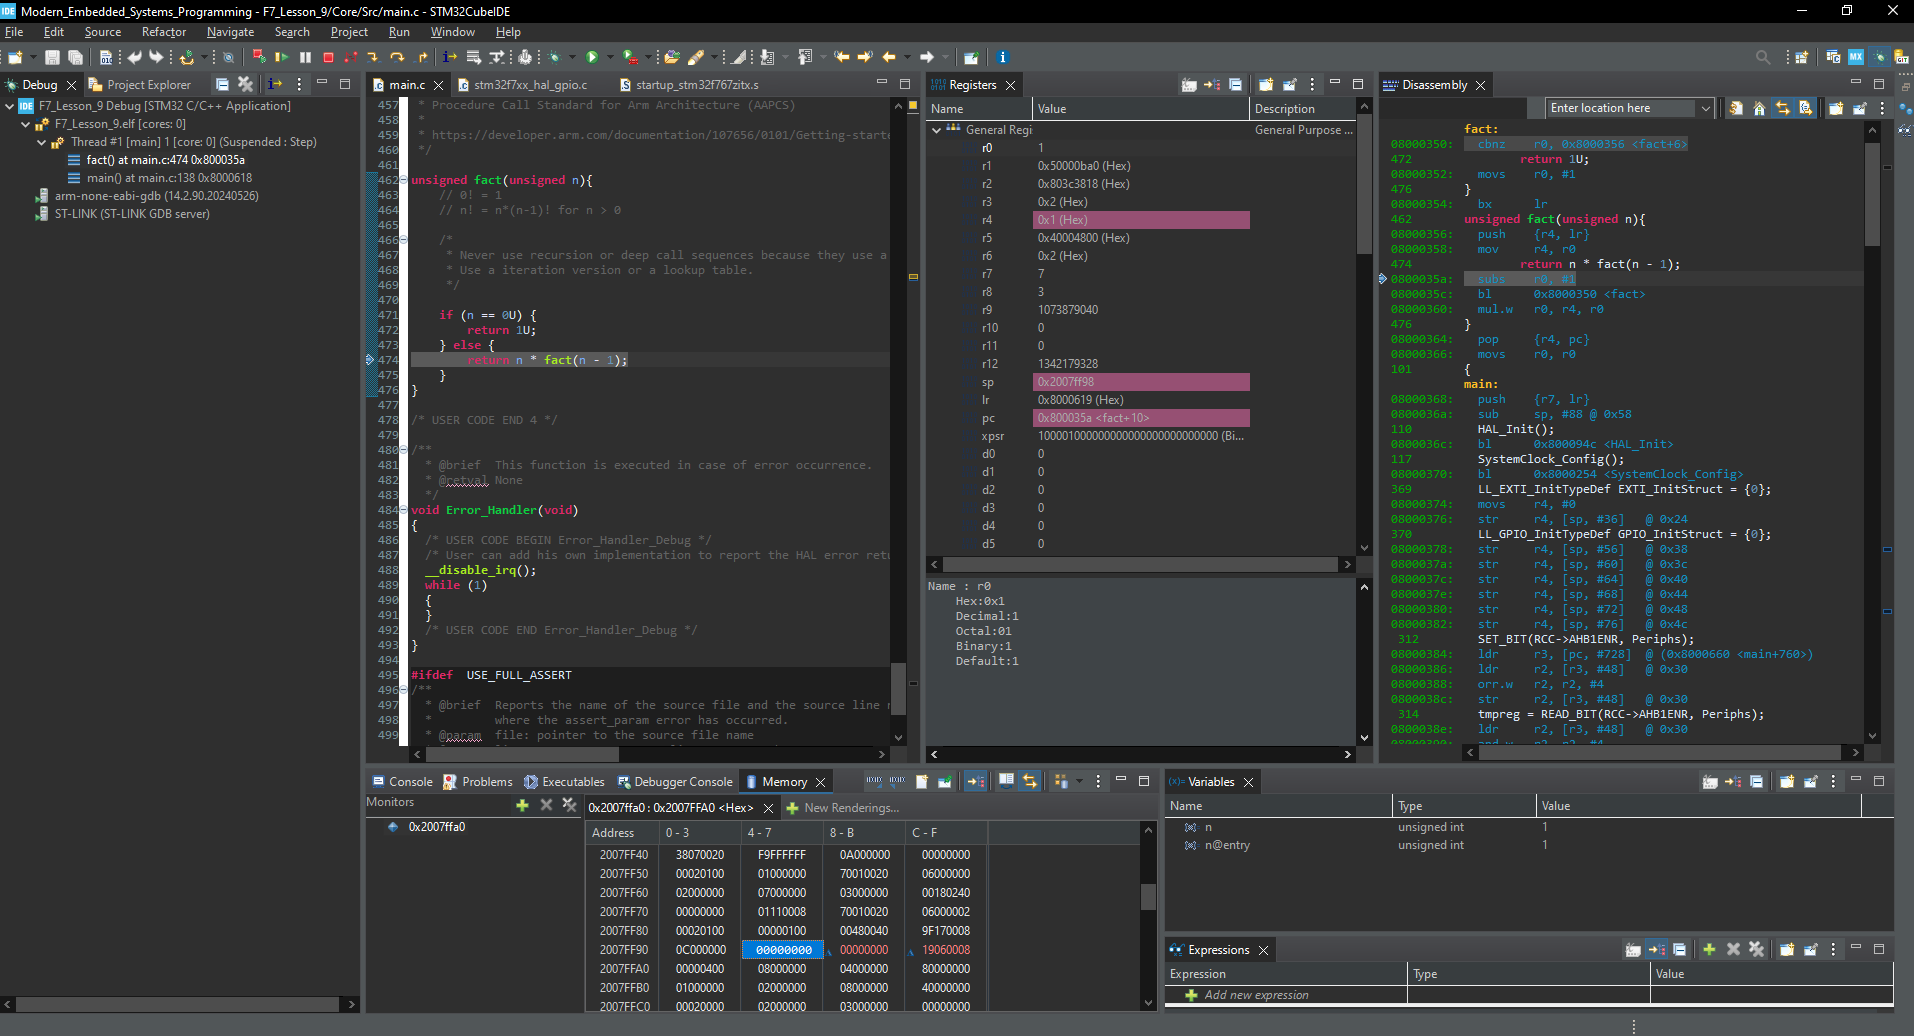 Modern_Embedded_Systems_Programming - F7_Lesson_9/Core/Src/main.c - STM32CubeIDE
File Edit Source Refactor Navigate Search Project Run Window Help
Debug Project Explorer
F7_Lesson_9 Debug [STM32 C/C++ Application]
F7_Lesson_9.elf [cores: 0]
Thread #1 [main] 1 [core: 0] (Suspended : Step)
fact() at main.c:474 0x800035a
main() at main.c:138 0x8000618
arm-none-eabi-gdb (14.2.90.20240526)
ST-LINK (ST-LINK GDB server)
main.c stm32f7xx_hal_gpio.c startup_stm32f767zitx.s
457 * Procedure Call Standard for Arm Architecture (AAPCS)
458 *
459 * https://developer.arm.com/documentation/107656/0101/Getting-starte
460 */
461
462 unsigned fact(unsigned n){
463 // 0! = 1
464 // n! = n*(n-1)! for n > 0
465
466 /*
467 * Never use recursion or deep call sequences because they use a
468 * Use a iteration version or a lookup table.
469 */
470
471 if (n == 0U) {
472 return 1U;
473 } else {
474 return n * fact(n - 1);
475 }
476 }
477
478 /* USER CODE END 4 */
479
480 /**
481 * @brief  This function is executed in case of error occurrence.
482 * @retval None
483 */
484 void Error_Handler(void)
485 {
486 /* USER CODE BEGIN Error_Handler_Debug */
487 /* User can add his own implementation to report the HAL error retu
488 __disable_irq();
489 while (1)
490 {
491 }
492 /* USER CODE END Error_Handler_Debug */
493 }
494
495 #ifdef  USE_FULL_ASSERT
496 /**
497 * @brief  Reports the name of the source file and the source line n
498 *         where the assert_param error has occurred.
499 * @param  file: pointer to the source file name
Registers
Name Value Description
General Regi General Purpose ...
r0 1
r1 0x50000ba0 (Hex)
r2 0x803c3818 (Hex)
r3 0x2 (Hex)
r4 0x1 (Hex)
r5 0x40004800 (Hex)
r6 0x2 (Hex)
r7 7
r8 3
r9 1073879040
r10 0
r11 0
r12 1342179328
sp 0x2007ff98
lr 0x8000619 (Hex)
pc 0x800035a <fact+10>
xpsr (Bi...
d0 0
d1 0
d2 0
d3 0
d4 0
d5 0
Name : r0
Hex:0x1
Decimal:1
Octal:01
Binary:1
Default:1
Disassembly
Enter location here
fact:
08000350: cbnz r0, 0x8000356 <fact+6>
472 return 1U;
08000352: movs r0, #1
476 }
08000354: bx lr
462 unsigned fact(unsigned n){
08000356: push {r4, lr}
08000358: mov r4, r0
474 return n * fact(n - 1);
0800035a: subs r0, #1
0800035c: bl 0x8000350 <fact>
08000360: mul.w r0, r4, r0
476 }
08000364: pop {r4, pc}
08000366: movs r0, r0
101 {
main:
08000368: push {r7, lr}
0800036a: sub sp, #88 @ 0x58
110 HAL_Init();
0800036c: bl 0x800094c <HAL_Init>
117 SystemClock_Config();
08000370: bl 0x8000254 <SystemClock_Config>
369 LL_EXTI_InitTypeDef EXTI_InitStruct = {0};
08000374: movs r4, #0
08000376: str r4, [sp, #36] @ 0x24
370 LL_GPIO_InitTypeDef GPIO_InitStruct = {0};
08000378: str r4, [sp, #56] @ 0x38
0800037a: str r4, [sp, #60] @ 0x3c
0800037c: str r4, [sp, #64] @ 0x40
0800037e: str r4, [sp, #68] @ 0x44
08000380: str r4, [sp, #72] @ 0x48
08000382: str r4, [sp, #76] @ 0x4c
312 SET_BIT(RCC->AHB1ENR, Periphs);
08000384: ldr r3, [pc, #728] @ (0x8000660 <main+760>)
08000386: ldr r2, [r3, #48] @ 0x30
08000388: orr.w r2, r2, #4
0800038c: str r2, [r3, #48] @ 0x30
314 tmpreg = READ_BIT(RCC->AHB1ENR, Periphs);
0800038e: ldr r2, [r3, #48] @ 0x30
08000390: and.w r2, r2, #4
Console Problems Executables Debugger Console Memory
Monitors
0x2007ffa0
0x2007ffa0 : 0x2007FFA0 <Hex> New Renderings...
Address 0 - 3 4 - 7 8 - B C - F
2007FF40 38070020 F9FFFFFF 0A000000 00000000
2007FF50 00020100 01000000 70010020 06000000
2007FF60 02000000 07000000 03000000 00180240
2007FF70 00000000 01110008 70010020 06000002
2007FF80 00020100 00000100 00480040 9F170008
2007FF90 0C000000 00000000 00000000 19060008
2007FFA0 00000400 08000000 04000000 80000000
2007FFB0 01000000 02000000 08000000 40000000
2007FFC0 00020000 02000000 03000000 00000000
Variables
Name Type Value
n unsigned int 1
n@entry unsigned int 1
Expressions
Expression Type Value
Add new expression